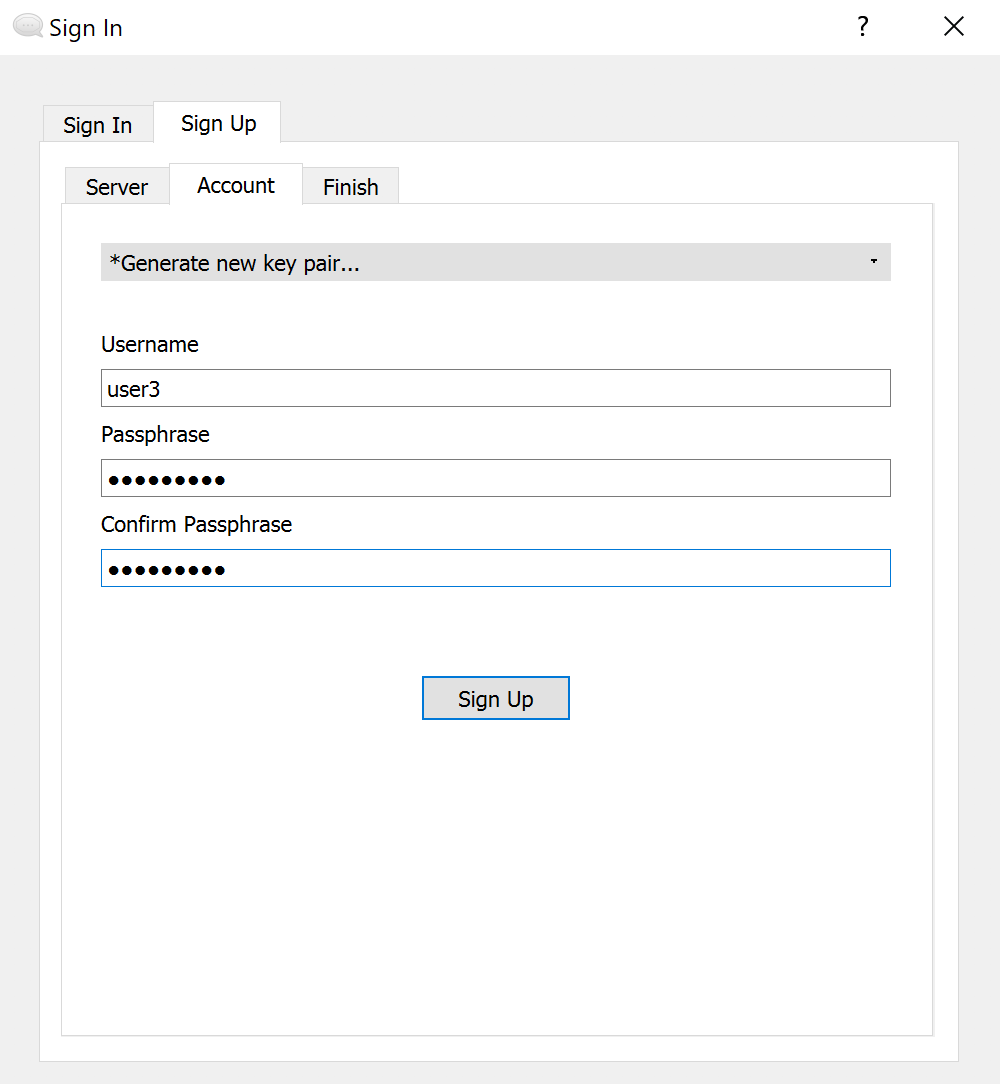 Sign In
?
Sign In Sign Up
Server Account Finish
*Generate new key pair...
Username
user3
Passphrase
●●●●●●●●●
Confirm Passphrase
●●●●●●●●●
Sign Up